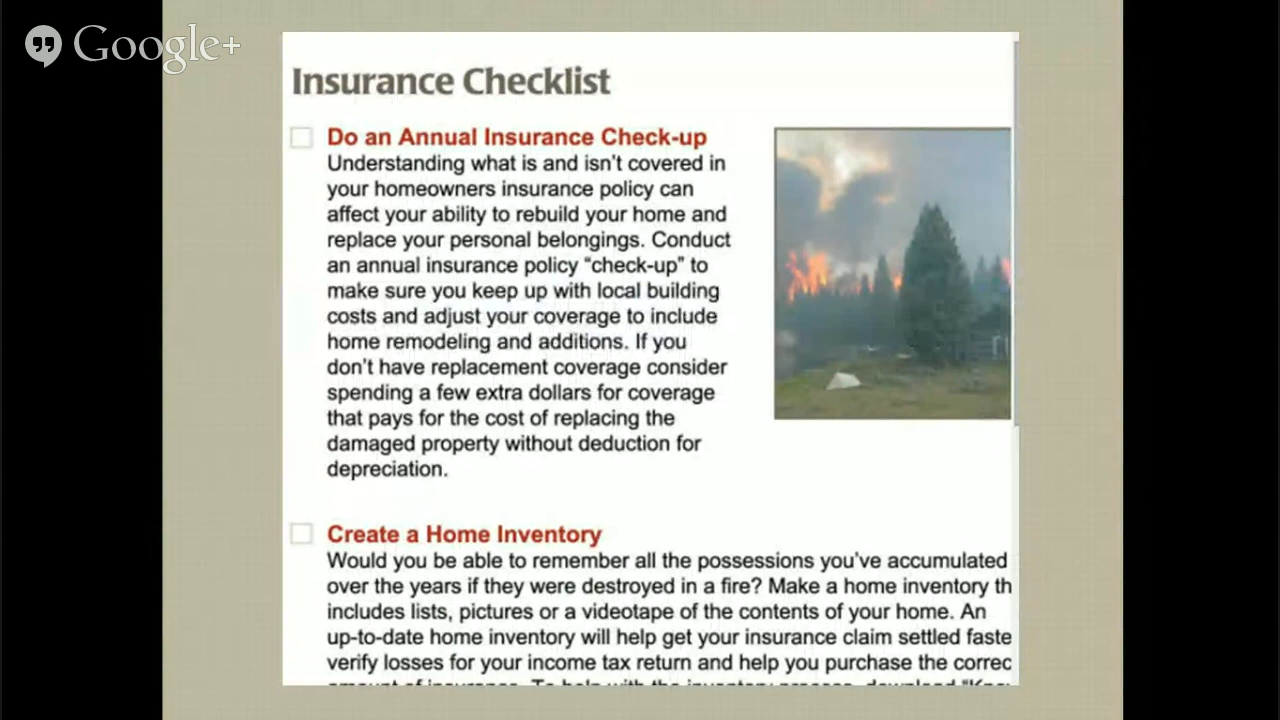 Google+
Insurance Checklist
Do an Annual Insurance Check-up
Understanding what is and isn't covered in
your homeowners insurance policy can
affect your ability to rebuild your home and
replace your personal belongings. Conduct
an annual insurance policy “check-up” to
make sure you keep up with local building
costs and adjust your coverage to include
home remodeling and additions. If you
don't have replacement coverage consider
spending a few extra dollars for coverage
that pays for the cost of replacing the
damaged property without deduction for
depreciation.
Create a Home Inventory
Would you be able to remember all the possessions you've accumulated
over the years if they were destroyed in a fire? Make a home inventory th
includes lists, pictures or a videotape of the contents of your home. An
up-to-date home inventory will help get your insurance claim settled faste
verify losses for your income tax return and help you purchase the correc